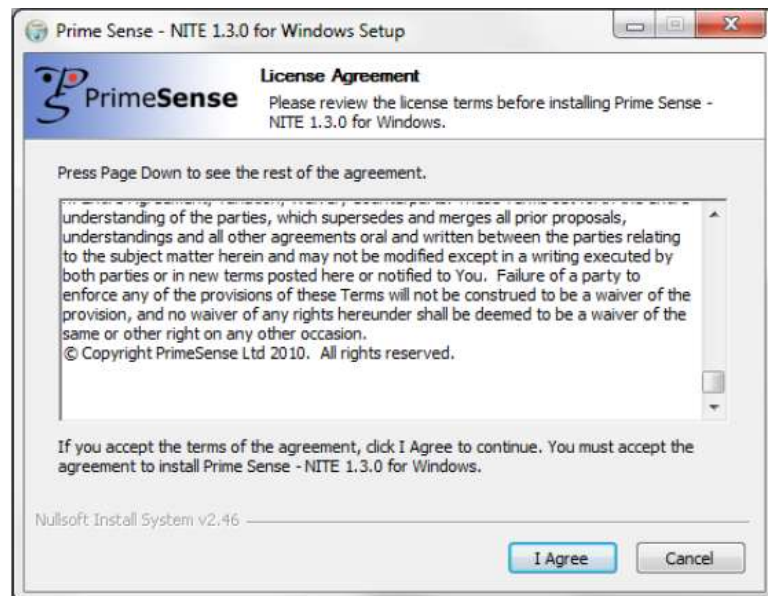 Prime Sense - NITE 1.3.0 for Windows Setup
PrimeSense
License Agreement
Please review the license terms before installing Prime Sense -
NITE 1.3.0 for Windows.
Press Page Down to see the rest of the agreement.
understanding of the parties, which supersedes and merges all prior proposals,
understandings and all other agreements oral and written between the parties relating
to the subject matter herein and may not be modified except in a writing executed by
both parties or in new terms posted here or notified to You.  Failure of a party to
enforce any of the provisions of these Terms will not be construed to be a waiver of the
provision, and no waiver of any rights hereunder shall be deemed to be a waiver of the
same or other right on any other occasion.
© Copyright PrimeSense Ltd 2010.  All rights reserved.
If you accept the terms of the agreement, click I Agree to continue. You must accept the
agreement to install Prime Sense - NITE 1.3.0 for Windows.
Nullsoft Install System v2.46
I Agree
Cancel